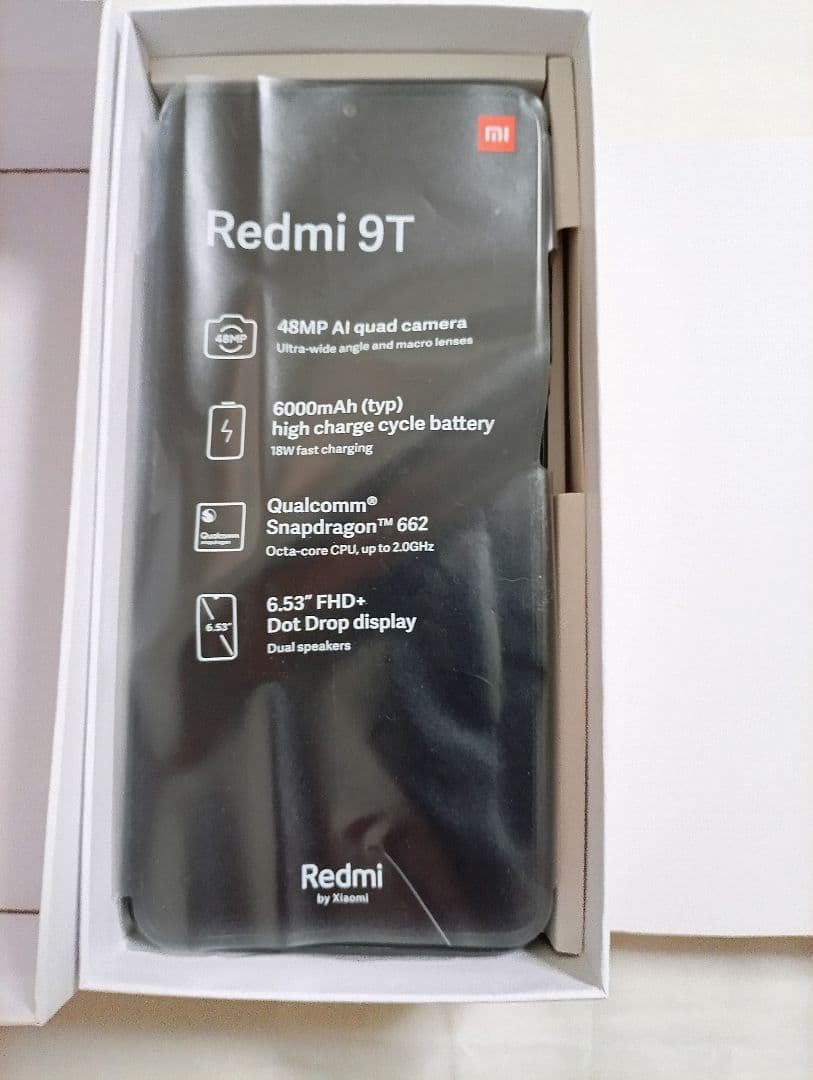 mi
Redmi 9T
48MP
48MP AI quad camera
Ultra-wide angle and macro lenses
6000mAh (typ)
high charge cycle battery
18W fast charging
Qualcomm
snapdragon
Qualcomm®
Snapdragon™ 662
Octa-core CPU, up to 2.0GHz
6.53"
6.53" FHD+
Dot Drop display
Dual speakers
Redmi
by Xiaomi